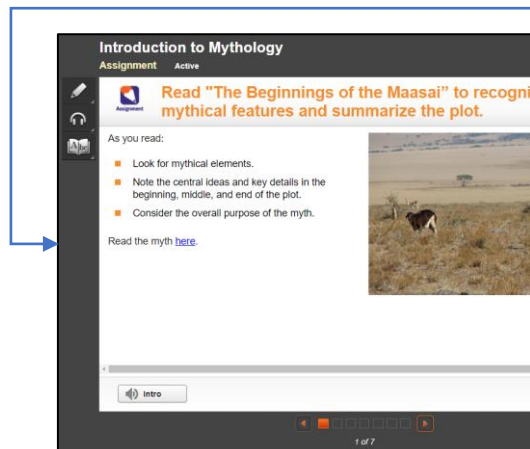 Introduction to Mythology
Assignment Active
Assignment
Read "The Beginnings of the Maasai” to recogni
mythical features and summarize the plot.
As you read:
Look for mythical elements.
Note the central ideas and key details in the
beginning, middle, and end of the plot.
Consider the overall purpose of the myth.
Read the myth here.
Intro
1 of 7